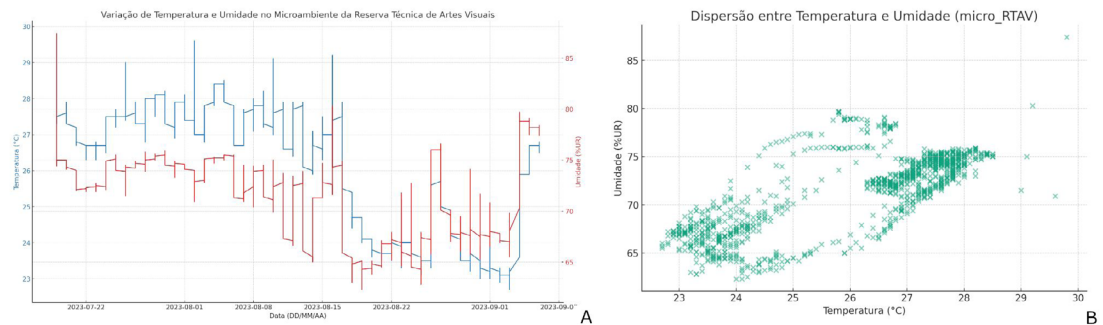 Variação de Temperatura e Umidade no Microambiente da Reserva Técnica de Artes Visuais
30
29
28
27
26
25
24
23
Temperatura (°C)
85
80
75
70
65
Umidade (%UR)
2023-07-22
2023-08-01
2023-08-08
2023-08-15
2023-08-22
2023-09-01
2023-09-0
Data (DD/MM/AA)
A
Dispersão entre Temperatura e Umidade (micro_RTAV)
85
80
75
70
65
Umidade (%UR)
23 24 25 26 27 28 29 30
Temperatura (°C)
B